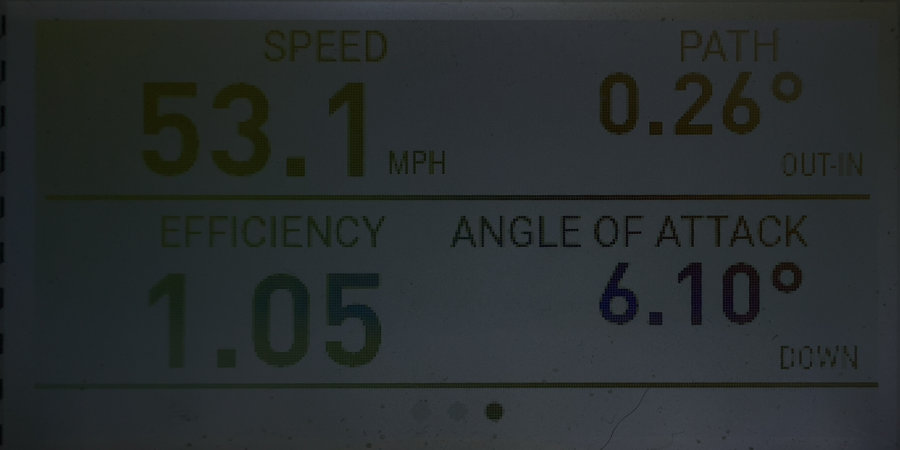 SPEED
53.1 MPH
PATH
0.26°
OUT-IN
EFFICIENCY
1.05
ANGLE OF ATTACK
6.10°
DOWN